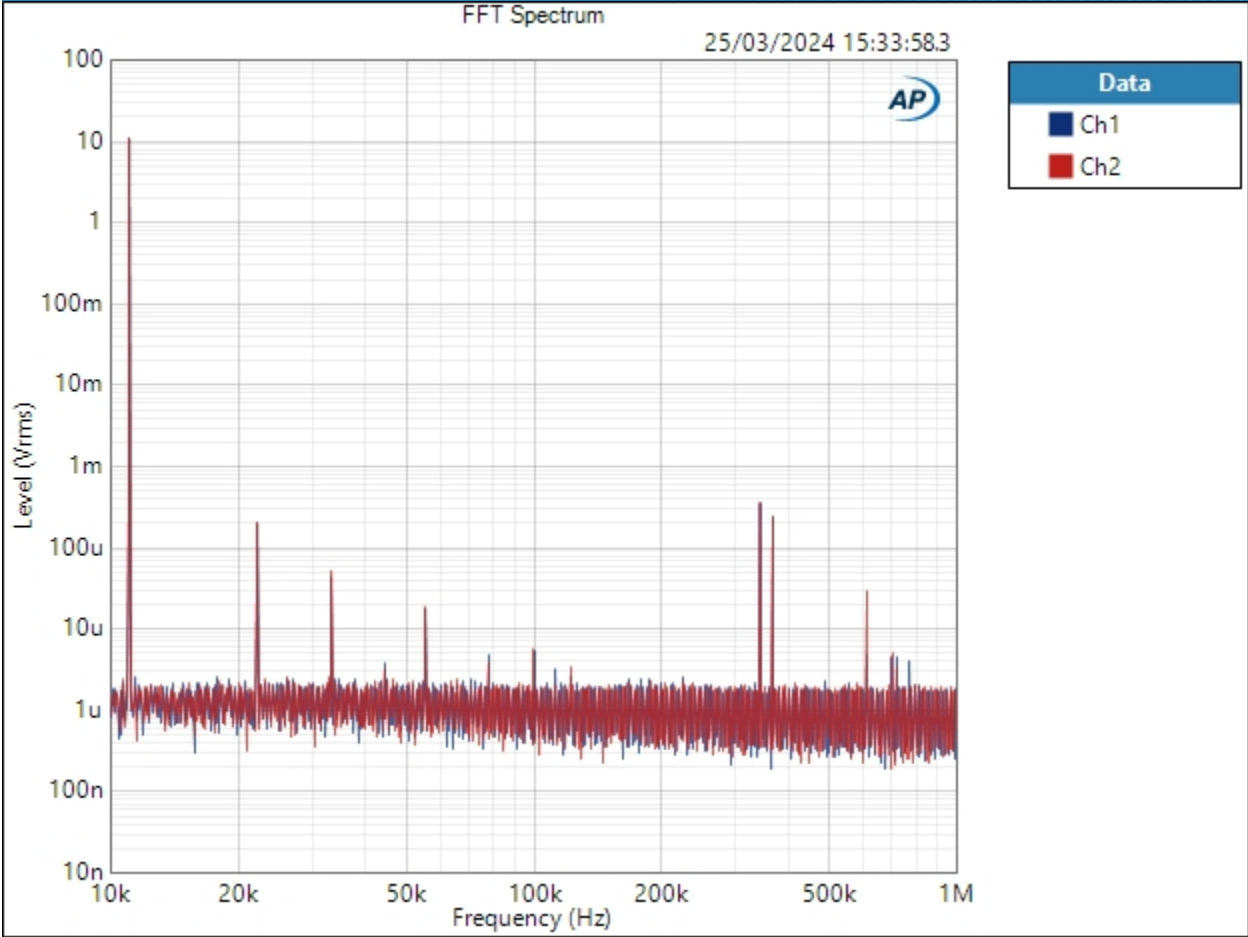 FFT Spectrum
25/03/2024 15:33:58.3
AP
Data
Ch1
Ch2
Level (Vrms)
100
10
1
100m
10m
1m
100u
10u
1u
100n
10n
10k 20k 50k 100k 200k 500k 1M
Frequency (Hz)